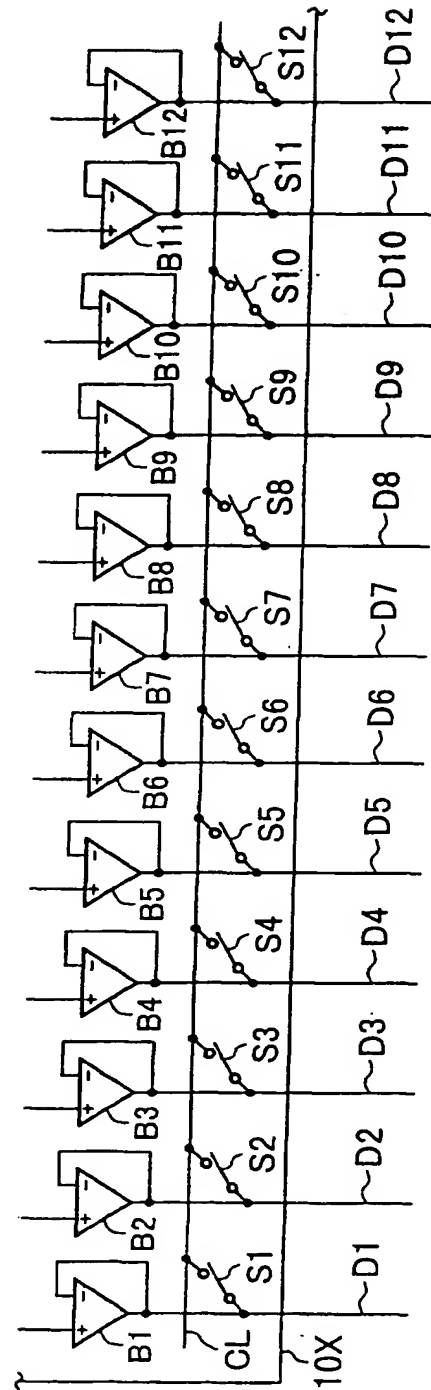 + - + - + - + - + - + - + - + - + - + - + - + -
B1 B2 B3 B4 B5 B6 B7 B8 B9 B10 B11 B12
CL S1 S2 S3 S4 S5 S6 S7 S8 S9 S10 S11 S12
10X
D1 D2 D3 D4 D5 D6 D7 D8 D9 D10 D11 D12